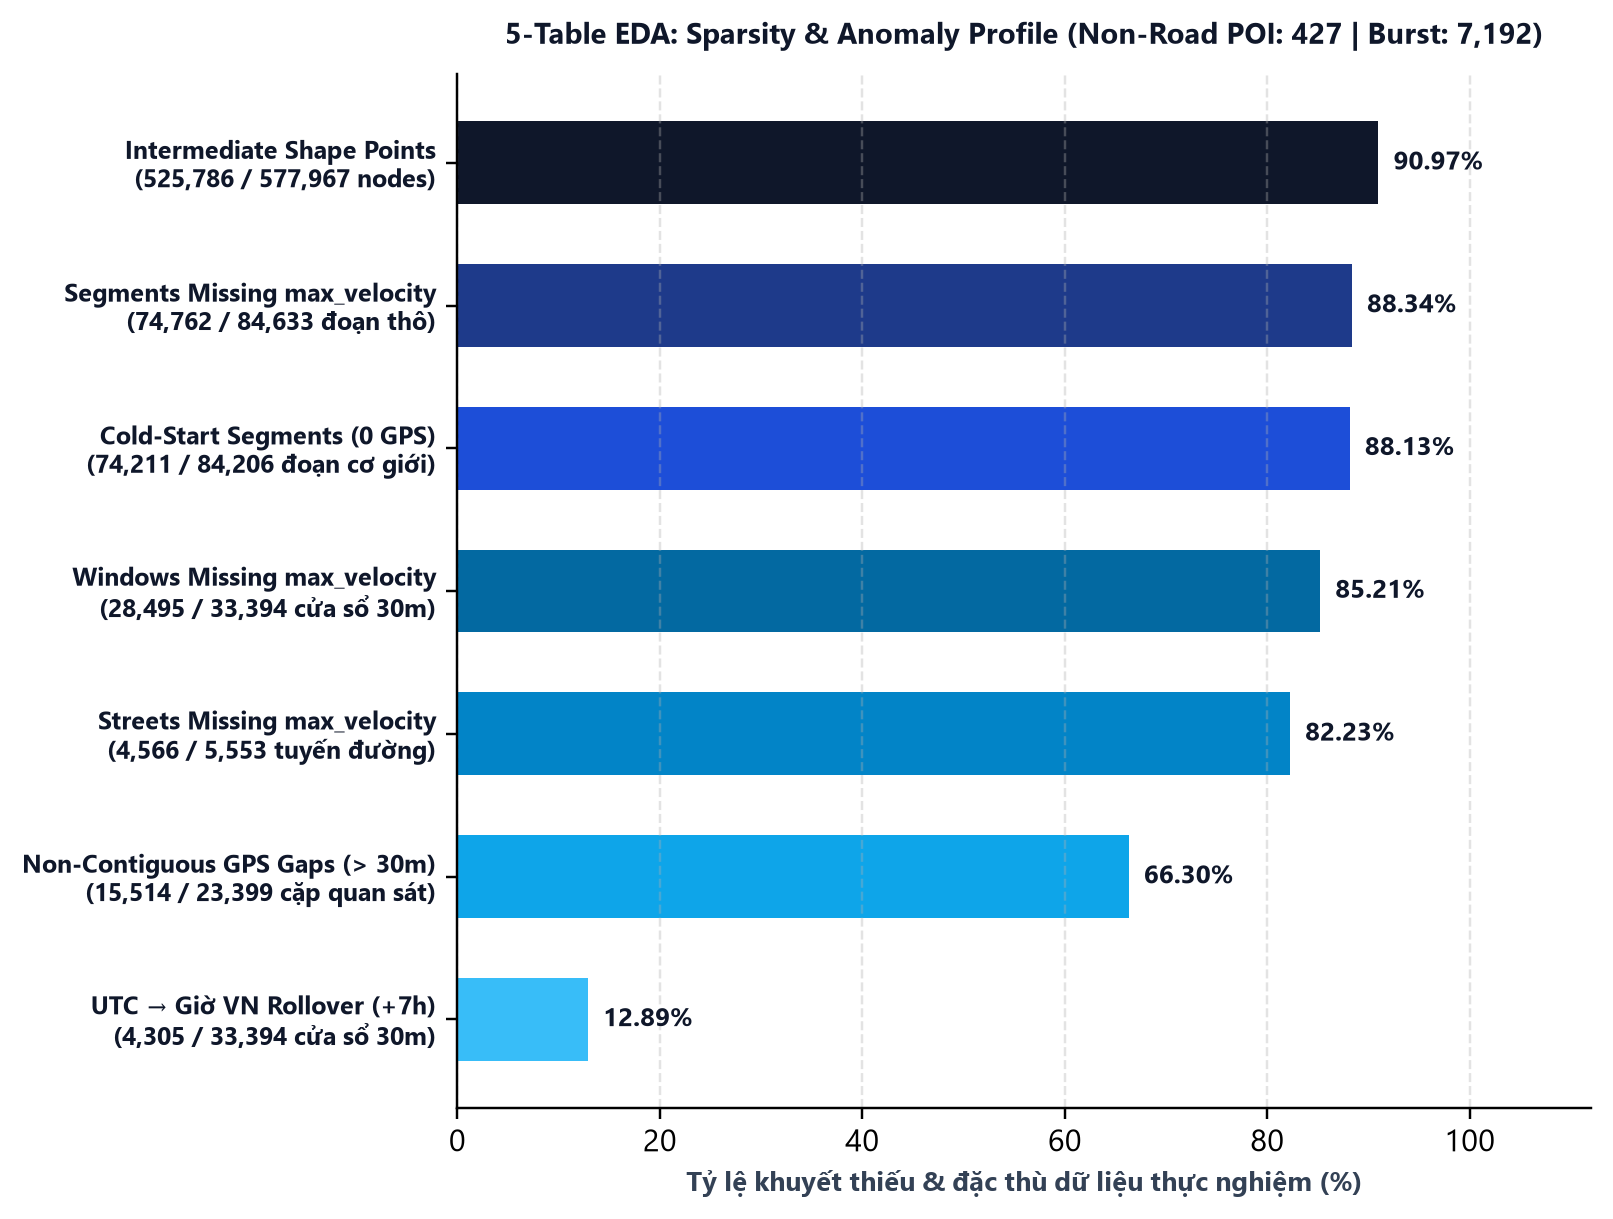 5-Table EDA: Sparsity & Anomaly Profile (Non-Road POI: 427 | Burst: 7,192)
Intermediate Shape Points
(525,786 / 577,967 nodes)
90.97%
Segments Missing max_velocity
(74,762 / 84,633 đoạn thô)
88.34%
Cold-Start Segments (0 GPS)
(74,211 / 84,206 đoạn cơ giới)
88.13%
Windows Missing max_velocity
(28,495 / 33,394 cửa sổ 30m)
85.21%
Streets Missing max_velocity
(4,566 / 5,553 tuyến đường)
82.23%
Non-Contiguous GPS Gaps (> 30m)
(15,514 / 23,399 cặp quan sát)
66.30%
UTC → Giờ VN Rollover (+7h)
(4,305 / 33,394 cửa sổ 30m)
12.89%
0 20 40 60 80 100
Tỷ lệ khuyết thiếu & đặc thù dữ liệu thực nghiệm (%)